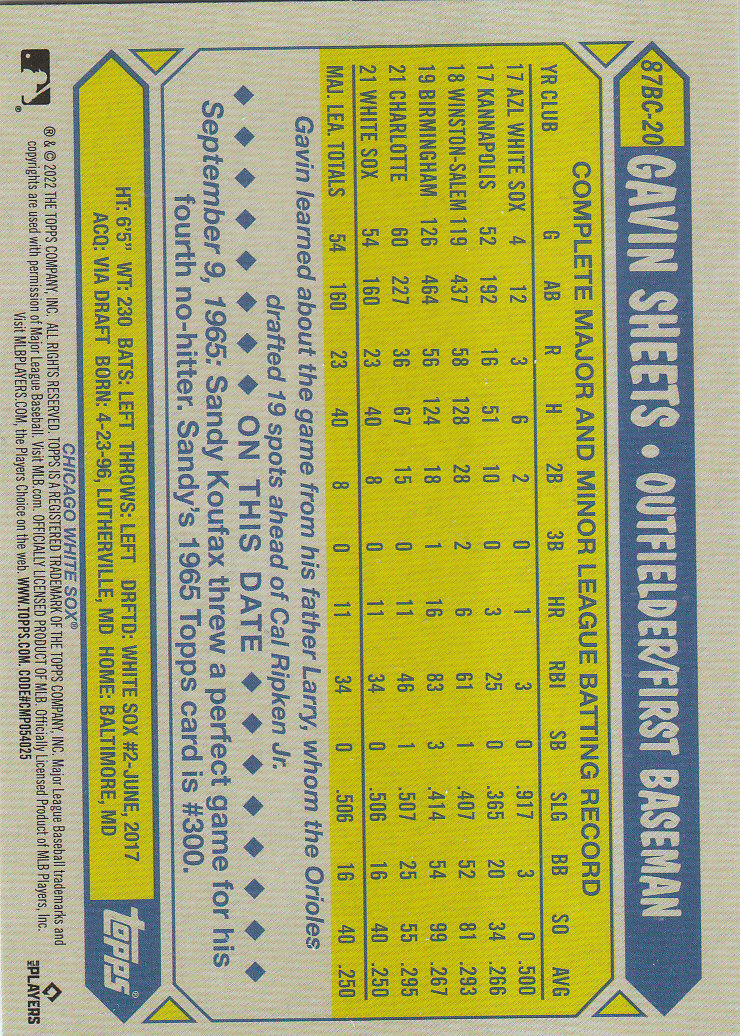 87BC-20 GAVIN SHEETS • OUTFIELDER/FIRST BASEMAN
COMPLETE MAJOR AND MINOR LEAGUE BATTING RECORD
YR CLUB G AB R H 2B 3B HR RBI SB SLG BB SO AVG
17 AZL WHITE SOX 4 12 3 6 2 0 1 3 0 .917 3 0 .500
17 KANNAPOLIS 52 192 16 51 10 0 3 25 0 .365 20 34 .266
18 WINSTON-SALEM 119 437 58 128 28 2 6 61 1 .407 52 81 .293
19 BIRMINGHAM 126 464 56 124 18 1 16 83 3 .414 54 99 .267
21 CHARLOTTE 60 227 36 67 15 0 11 46 1 .507 25 55 .295
21 WHITE SOX 54 160 23 40 8 0 11 34 0 .506 16 40 .250
MAJ. LEA. TOTALS 54 160 23 40 8 0 11 34 0 .506 16 40 .250
Gavin learned about the game from his father Larry, whom the Orioles
drafted 19 spots ahead of Cal Ripken Jr.
◆ ◆ ◆ ◆ ◆ ◆ ◆ ◆ ON THIS DATE ◆ ◆ ◆ ◆ ◆ ◆ ◆ ◆
September 9, 1965: Sandy Koufax threw a perfect game for his
fourth no-hitter. Sandy's 1965 Topps card is #300.
HT: 6'5" WT: 230 BATS: LEFT THROWS: LEFT DRFTD: WHITE SOX #2-JUNE, 2017
ACQ: VIA DRAFT BORN: 4-23-96, LUTHERVILLE, MD HOME: BALTIMORE, MD
topps®
CHICAGO WHITE SOX®
® & © 2022 THE TOPPS COMPANY, INC. ALL RIGHTS RESERVED. TOPPS IS A REGISTERED TRADEMARK OF THE TOPPS COMPANY, INC. Major League Baseball trademarks and
copyrights are used with permission of Major League Baseball. Visit MLB.com. OFFICIALLY LICENSED PRODUCT OF MLB. Officially Licensed Product of MLB Players, Inc.
Visit MLBPLAYERS.COM, the Players Choice on the web. WWW.TOPPS.COM. CODE#CMP054025
MLB PLAYERS